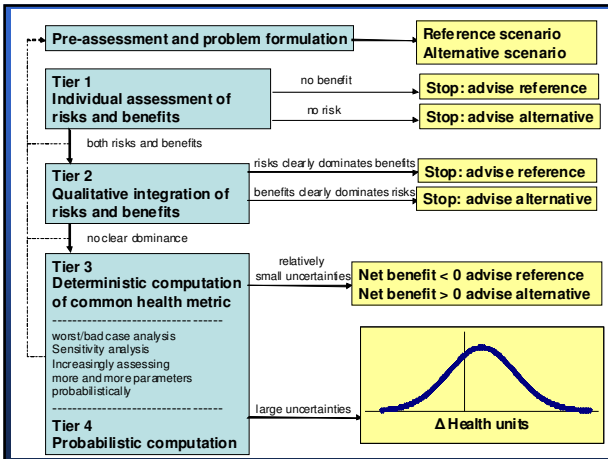 Pre-assessment and problem formulation
Reference scenario
Alternative scenario
Tier 1
Individual assessment of
risks and benefits
no benefit
Stop: advise reference
no risk
Stop: advise alternative
both risks and benefits
Tier 2
Qualitative integration of
risks and benefits
risks clearly dominates benefits
Stop: advise reference
benefits clearly dominates risks
Stop: advise alternative
no clear dominance
Tier 3
Deterministic computation
of common health metric
relatively
small uncertainties
Net benefit < 0 advise reference
Net benefit > 0 advise alternative
worst/bad case analysis
Sensitivity analysis
Increasingly assessing
more and more parameters
probabilistically
Tier 4
Probabilistic computation
large uncertainties
Δ Health units